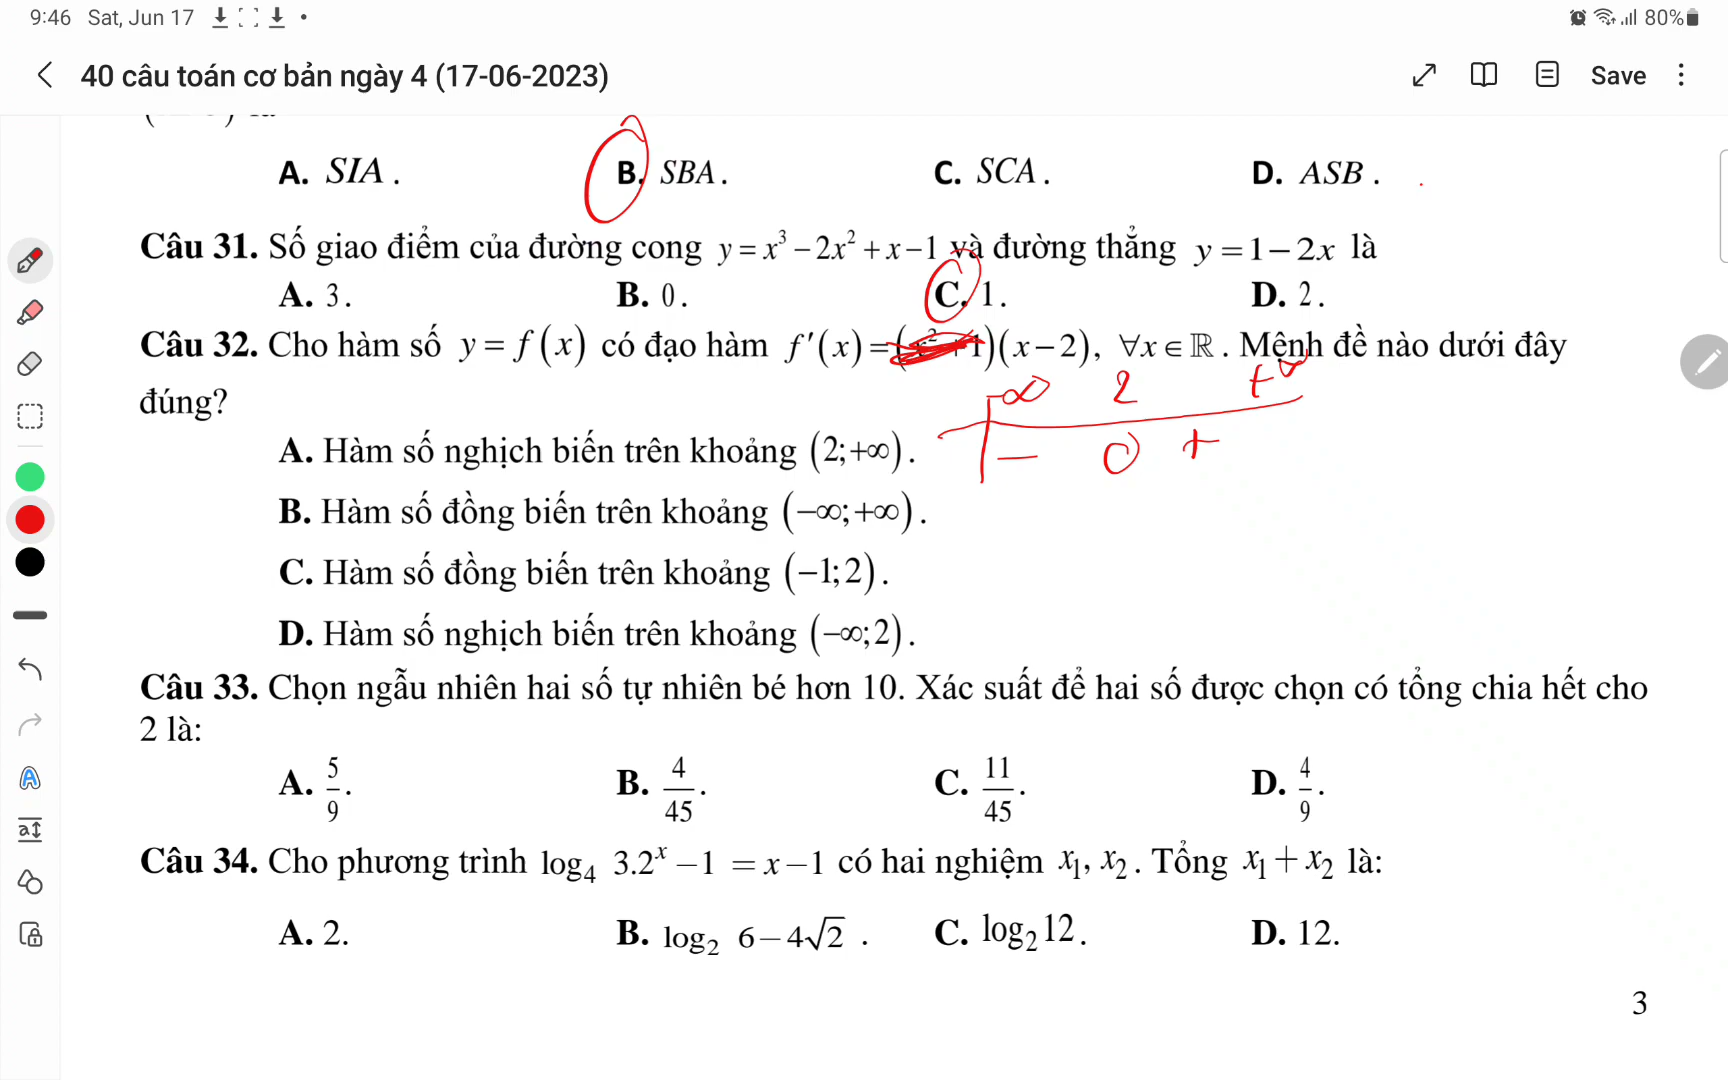 9:46 Sat, Jun 17
80%
40 câu toán cơ bản ngày 4 (17-06-2023)
Save
A. SIA .
B. SBA .
C. SCA .
D. ASB .
Câu 31. Số giao điểm của đường cong y = x³ − 2x² + x − 1 và đường thẳng y = 1 − 2x là
A. 3 .
B. 0 .
C. 1 .
D. 2 .
Câu 32. Cho hàm số y = f(x) có đạo hàm f′(x) = (x² + 1)(x − 2), ∀x ∈ ℝ . Mệnh đề nào dưới đây
đúng?
-∞ 2 +∞
− 0 +
A. Hàm số nghịch biến trên khoảng (2;+∞) .
B. Hàm số đồng biến trên khoảng (−∞;+∞) .
C. Hàm số đồng biến trên khoảng (−1;2) .
D. Hàm số nghịch biến trên khoảng (−∞;2) .
Câu 33. Chọn ngẫu nhiên hai số tự nhiên bé hơn 10. Xác suất để hai số được chọn có tổng chia hết cho
2 là:
A. 5/9 .
B. 4/45 .
C. 11/45 .
D. 4/9 .
Câu 34. Cho phương trình log₄ 3.2ˣ − 1 = x − 1 có hai nghiệm x₁, x₂ . Tổng x₁ + x₂ là:
A. 2.
B. log₂ 6 − 4√2 .
C. log₂ 12 .
D. 12.
3